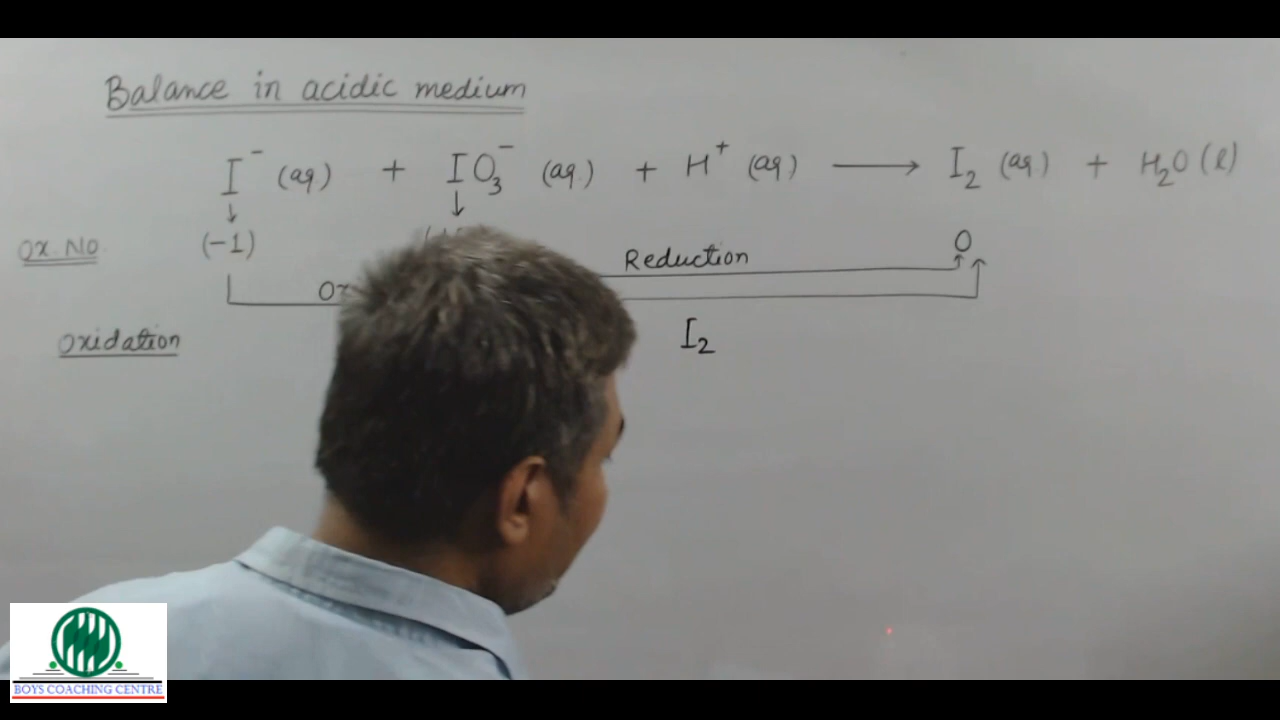 Balance in acidic medium
I⁻ (aq) + IO₃⁻ (aq.) + H⁺ (aq) ⟶ I₂ (aq.) + H₂O (l)
↓ ↓
Ox. No. (-1) 0
Reduction
Oxidation I₂
BOYS COACHING CENTRE